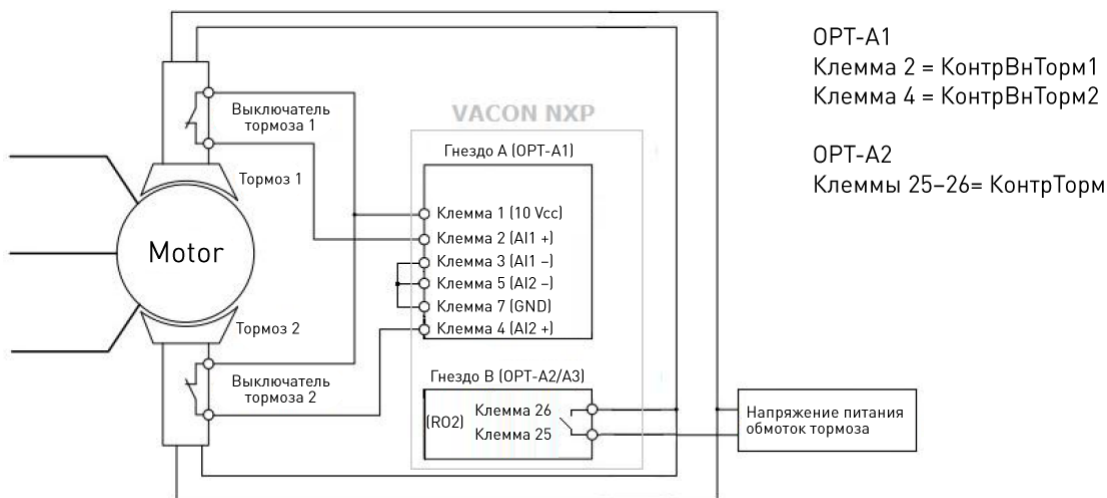 OPT-A1
Клемма 2 = КонтрВнТорм1
Клемма 4 = КонтрВнТорм2
OPT-A2
Клеммы 25–26= КонтрТорм
VACON NXP
Выключатель
тормоза 1
Гнездо A (OPT-A1)
Тормоз 1
Клемма 1 (10 Vcc)
Клемма 2 (AI1 +)
Motor
Клемма 3 (AI1 –)
Клемма 5 (AI2 –)
Клемма 7 (GND)
Клемма 4 (AI2 +)
Тормоз 2
Выключатель
тормоза 2
Гнездо B (OPT-A2/A3)
(RO2)
Клемма 26
Клемма 25
Напряжение питания
обмоток тормоза